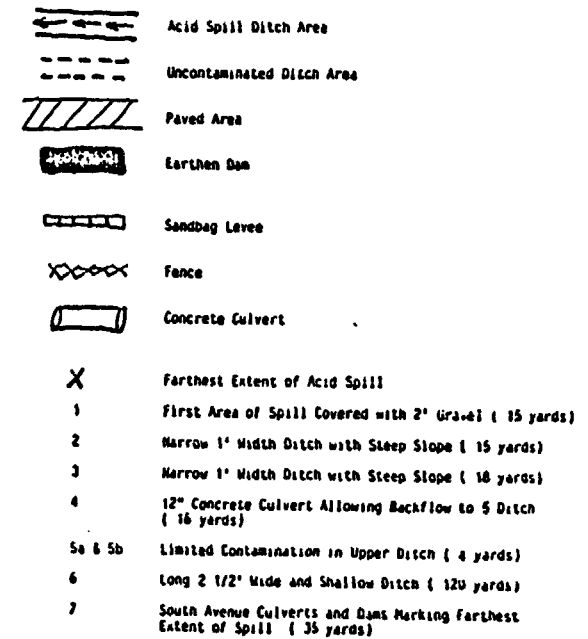 Acid Spill Ditch Area
Uncontaminated Ditch Area
Paved Area
Earthen Dam
Sandbag Levee
Fence
Concrete Culvert
X Farthest Extent of Acid Spill
1 First Area of Spill Covered with 2" Gravel ( 15 yards)
2 Narrow 1' Width Ditch with Steep Slope ( 15 yards)
3 Narrow 1' Width Ditch with Steep Slope ( 18 yards)
4 12" Concrete Culvert Allowing Backflow to 5 Ditch
( 16 yards)
5a & 5b Limited Contamination in Upper Ditch ( 4 yards)
6 Long 2 1/2' Wide and Shallow Ditch ( 120 yards)
7 South Avenue Culverts and Dams Marking Farthest
Extent of Spill ( 35 yards)